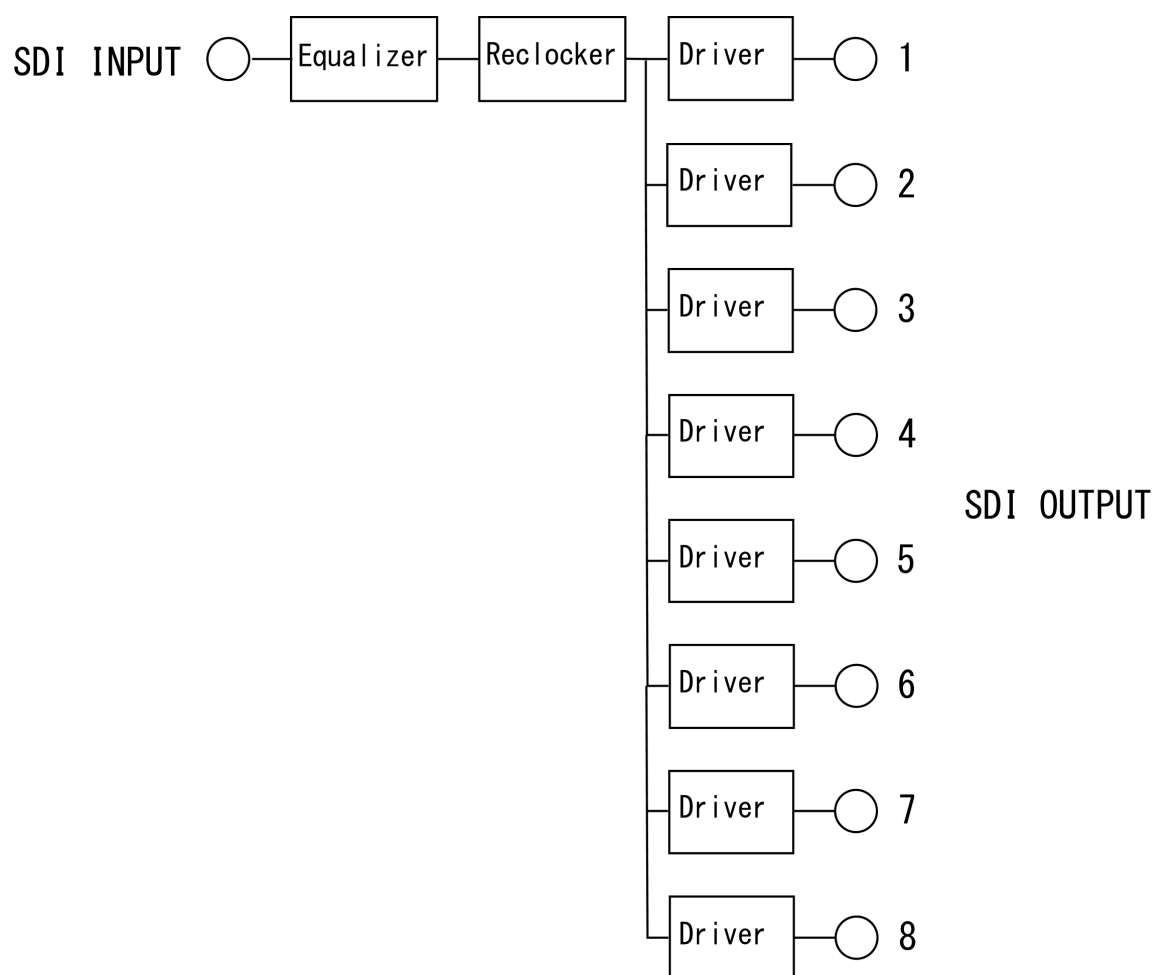 SDI INPUT
Equalizer
Reclocker
Driver
1
Driver
2
Driver
3
Driver
4
SDI OUTPUT
Driver
5
Driver
6
Driver
7
Driver
8